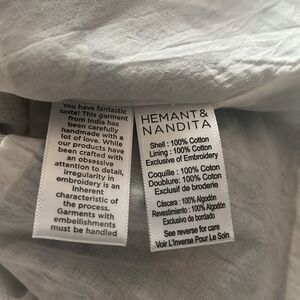 You have fantastic
taste! This garment
from India has
been carefully
handmade with a
lot of love. While
our products have
been crafted with
an obsessive
attention to detail,
irregularity in
embroidery is an
inherent
characteristic of
the process.
Garments with
embellishments
must be handled
HEMANT &
NANDITA
Shell : 100% Cotton
Lining : 100% Cotton
Exclusive of Embroidery
Coquille : 100% Coton
Doublure: 100% Coton
Exclusif de broderie
Cáscara : 100% Algodón
Revestimiento : 100% Algodón
Exclusivo de bordado
See reverse for care
Voir L'Inverse Pour Le Soin